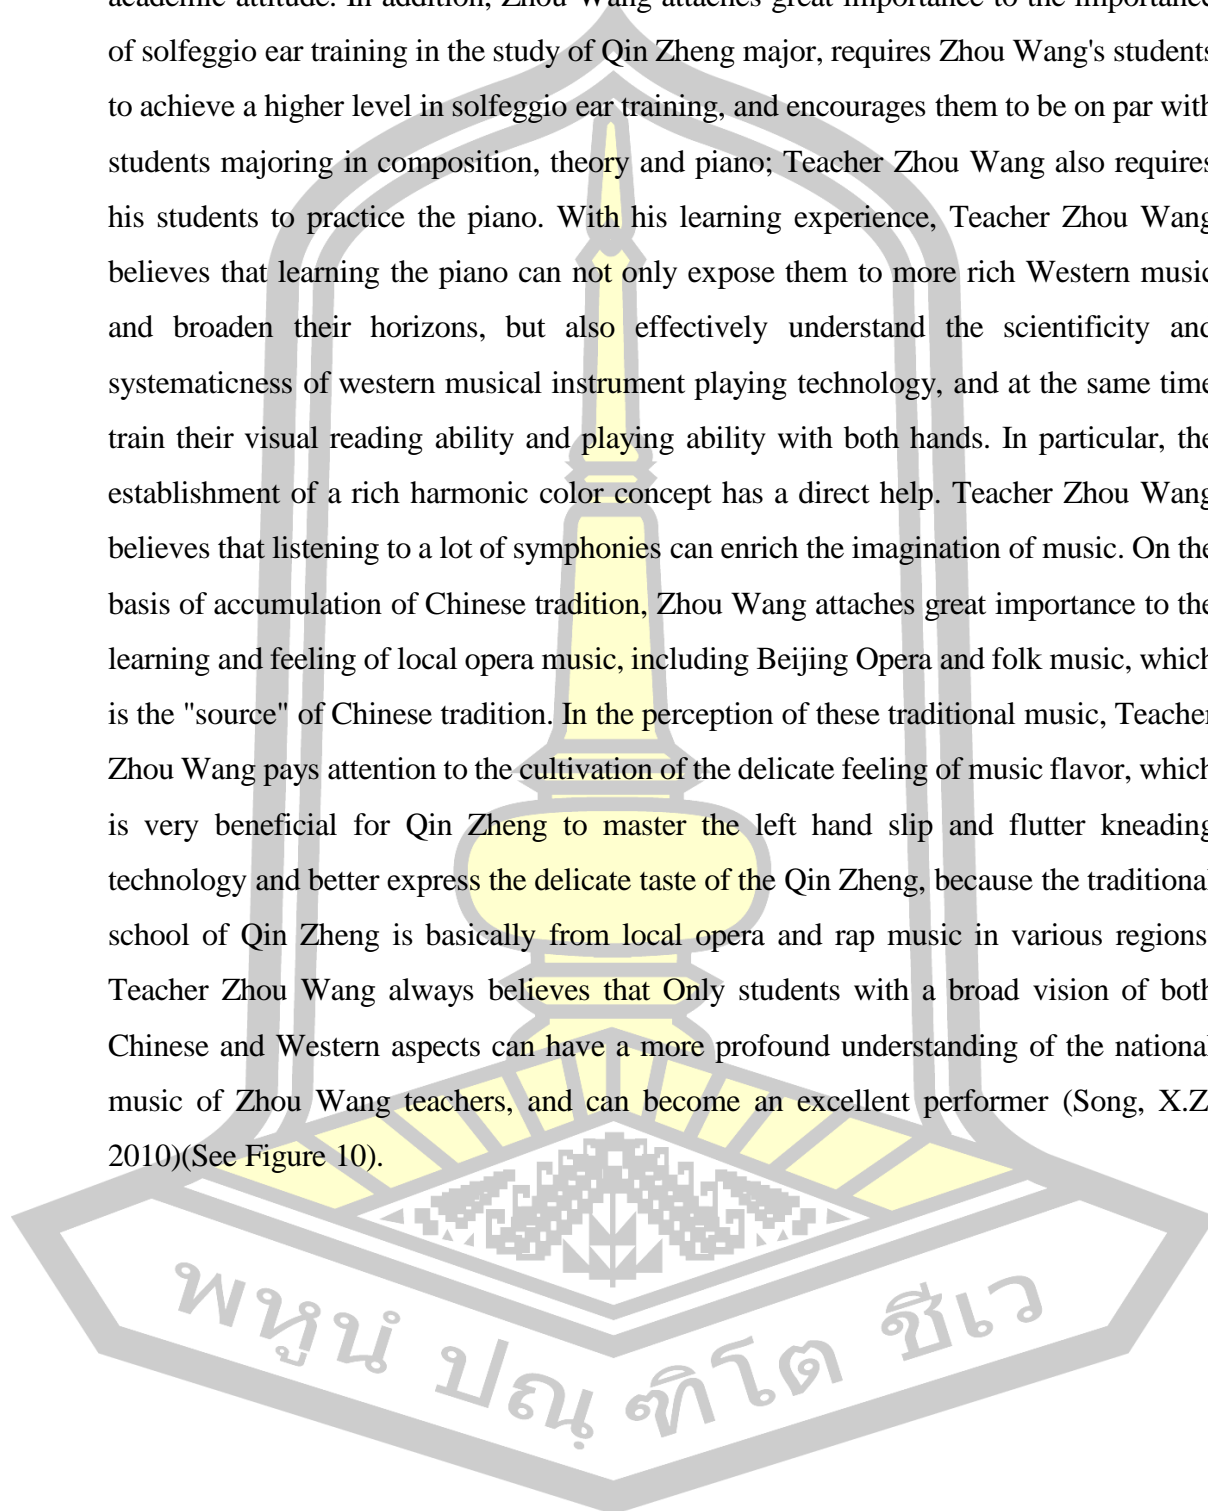 academic attitude. In addition, Zhou Wang attaches great importance to the importance
of solfeggio ear training in the study of Qin Zheng major, requires Zhou Wang's students
to achieve a higher level in solfeggio ear training, and encourages them to be on par with
students majoring in composition, theory and piano; Teacher Zhou Wang also requires
his students to practice the piano. With his learning experience, Teacher Zhou Wang
believes that learning the piano can not only expose them to more rich Western music
and broaden their horizons, but also effectively understand the scientificity and
systematicness of western musical instrument playing technology, and at the same time
train their visual reading ability and playing ability with both hands. In particular, the
establishment of a rich harmonic color concept has a direct help. Teacher Zhou Wang
believes that listening to a lot of symphonies can enrich the imagination of music. On the
basis of accumulation of Chinese tradition, Zhou Wang attaches great importance to the
learning and feeling of local opera music, including Beijing Opera and folk music, which
is the "source" of Chinese tradition. In the perception of these traditional music, Teacher
Zhou Wang pays attention to the cultivation of the delicate feeling of music flavor, which
is very beneficial for Qin Zheng to master the left hand slip and flutter kneading
technology and better express the delicate taste of the Qin Zheng, because the traditional
school of Qin Zheng is basically from local opera and rap music in various regions
Teacher Zhou Wang always believes that Only students with a broad vision of both
Chinese and Western aspects can have a more profound understanding of the national
music of Zhou Wang teachers, and can become an excellent performer (Song, X.Z
2010)(See Figure 10).
พหูนํ ปณฺฑิโต ชีเว